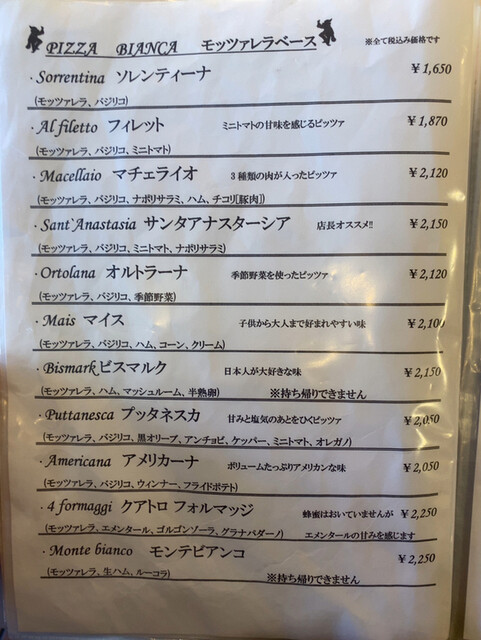 PIZZA BIANCA モッツァレラベース ※全て税込み価格です
・Sorrentina ソレンティーナ ￥1,650
(モッツァレラ、バジリコ)
・Al filetto フィレット ミニトマトの甘味を感じるピッツァ ￥1,870
(モッツァレラ、バジリコ、ミニトマト)
・Macellaio マチェライオ 3種類の肉が入ったピッツァ ￥2,120
(モッツァレラ、バジリコ、ナポリサラミ、ハム、チコリ[豚肉])
・Sant`Anastasia サンタアナスターシア 店長オススメ!! ￥2,150
(モッツァレラ、バジリコ、ミニトマト、ナポリサラミ)
・Ortolana オルトラーナ 季節野菜を使ったピッツァ ￥2,120
(モッツァレラ、バジリコ、季節野菜)
・Mais マイス 子供から大人まで好まれやすい味 ￥2,100
(モッツァレラ、バジリコ、ハム、コーン、クリーム)
・Bismark ビスマルク 日本人が大好きな味 ￥2,150
(モッツァレラ、ハム、マッシュルーム、半熟卵) ※持ち帰りできません
・Puttanesca プッタネスカ 甘みと塩気のあとをひくピッツァ ￥2,050
(モッツァレラ、バジリコ、黒オリーブ、アンチョビ、ケッパー、ミニトマト、オレガノ)
・Americana アメリカーナ ボリュームたっぷりアメリカンな味 ￥2,050
(モッツァレラ、バジリコ、ウィンナー、フライドポテト)
・4 formaggi クアトロ フォルマッジ 蜂蜜はおいていませんが ￥2,250
(モッツァレラ、エメンタール、ゴルゴンゾーラ、グラナパダーノ) エメンタールの甘みを感じます
・Monte bianco モンテビアンコ ￥2,250
(モッツァレラ、生ハム、ルーコラ) ※持ち帰りできません